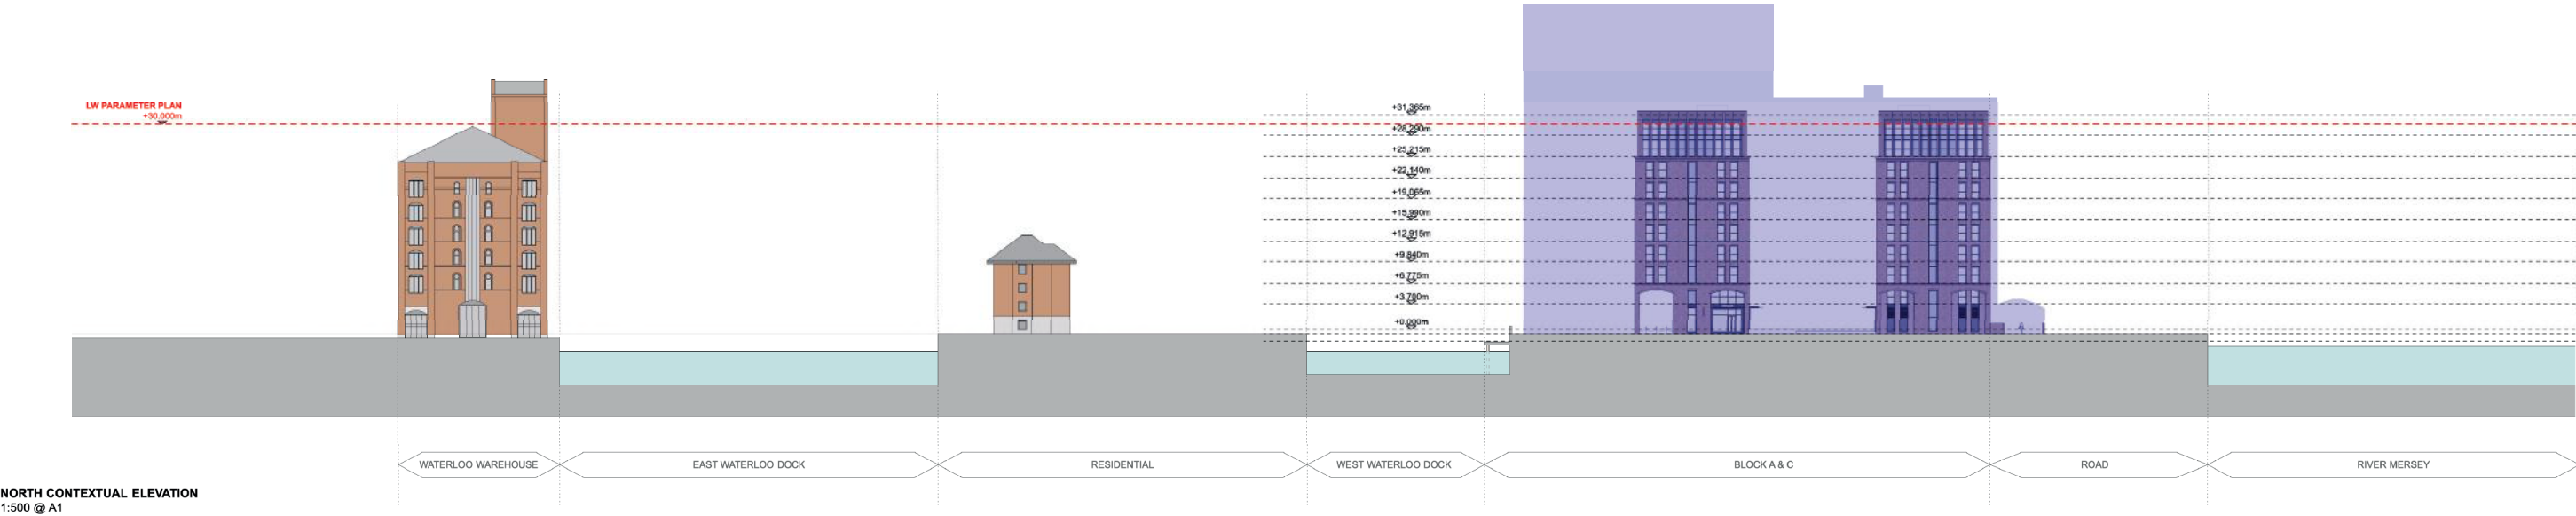 LW PARAMETER PLAN
+30.000m
+31,365m
+28,290m
+25,215m
+22,140m
+19,065m
+15,990m
+12,915m
+9,840m
+6,775m
+3,700m
+0,000m
WATERLOO WAREHOUSE
EAST WATERLOO DOCK
RESIDENTIAL
WEST WATERLOO DOCK
BLOCK A & C
ROAD
RIVER MERSEY
NORTH CONTEXTUAL ELEVATION
1:500 @ A1